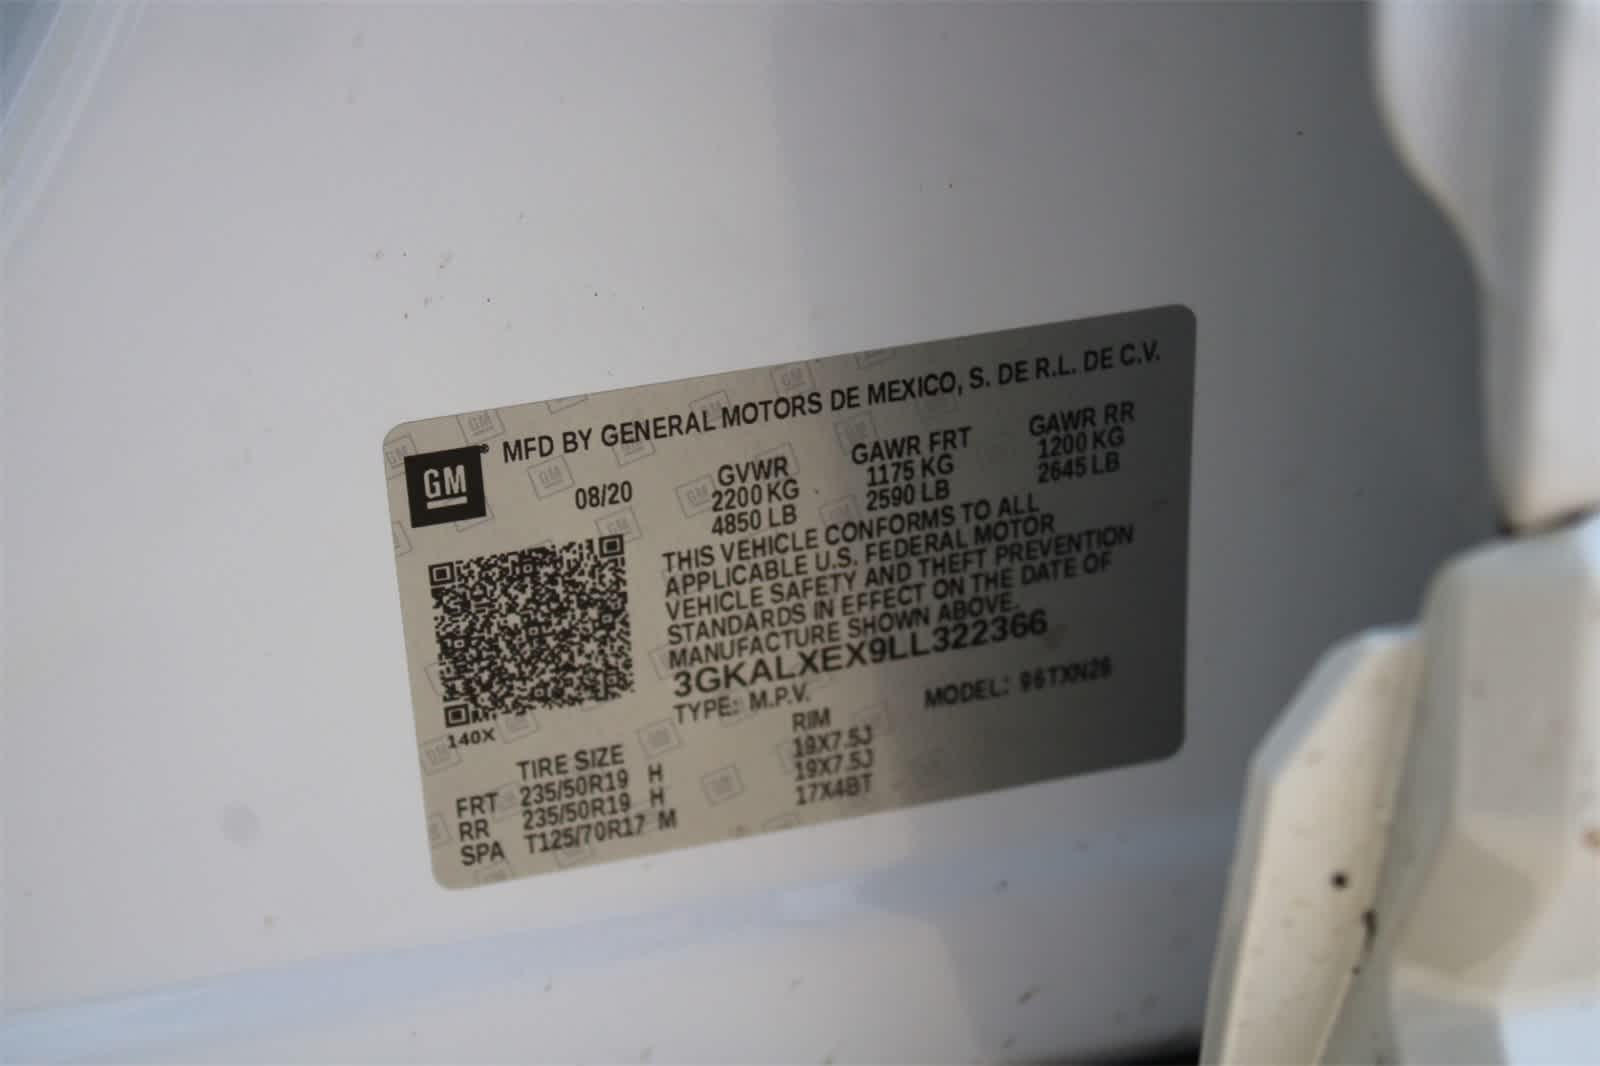 MFD BY GENERAL MOTORS DE MEXICO, S. DE R.L. DE C.V.
GM
08/20
GVWR GAWR FRT GAWR RR
2200 KG 1175 KG 1200 KG
4850 LB 2590 LB 2645 LB
THIS VEHICLE CONFORMS TO ALL
APPLICABLE U.S. FEDERAL MOTOR
VEHICLE SAFETY AND THEFT PREVENTION
STANDARDS IN EFFECT ON THE DATE OF
MANUFACTURE SHOWN ABOVE.
3GKALXEX9LL322366
TYPE: M.P.V. MODEL: 96TXN26
140X
TIRE SIZE RIM
FRT 235/50R19 H 19X7.5J
RR 235/50R19 H 19X7.5J
SPA T125/70R17 M 17X4BT